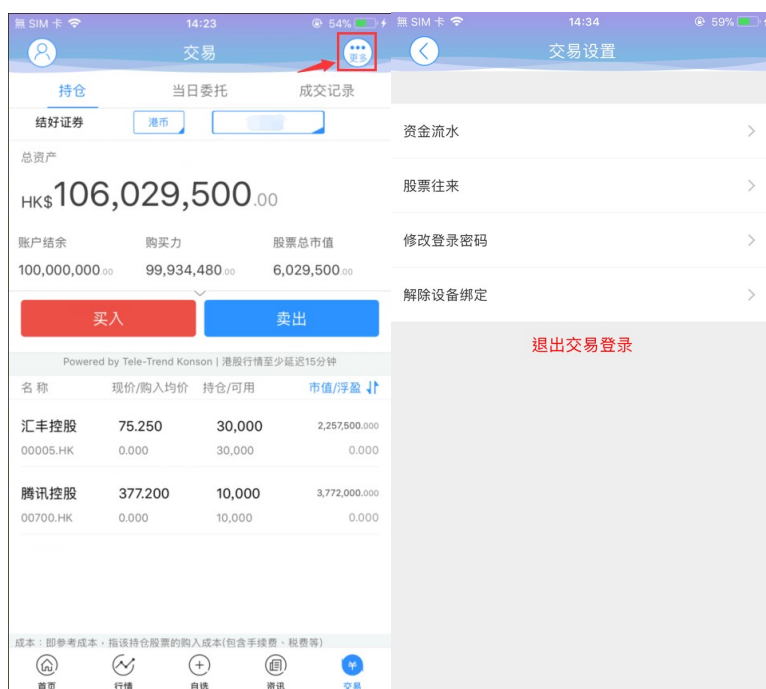 無 SIM 卡 14:23 54%
交易
更多
持仓 当日委托 成交记录
结好证券 港币
总资产
HK$106,029,500.00
账户结余 购买力 股票总市值
100,000,000.00 99,934,480.00 6,029,500.00
买入 卖出
Powered by Tele-Trend Konson | 港股行情至少延迟15分钟
名称 现价/购入均价 持仓/可用 市值/浮盈
汇丰控股 75.250 30,000 2,257,500.000
00005.HK 0.000 30,000 0.000
腾讯控股 377.200 10,000 3,772,000.000
00700.HK 0.000 10,000 0.000
成本：即参考成本，指该持仓股票的购入成本(包含手续费、税费等)
首页 行情 自选 资讯 交易
無 SIM 卡 14:34 59%
交易设置
资金流水
股票往来
修改登录密码
解除设备绑定
退出交易登录